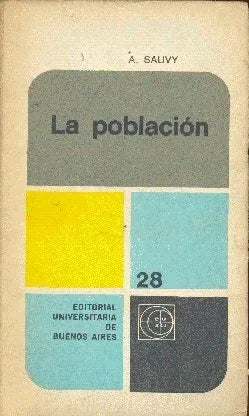 A. SAUVY
La población
28
EDITORIAL
UNIVERSITARIA
DE
BUENOS AIRES